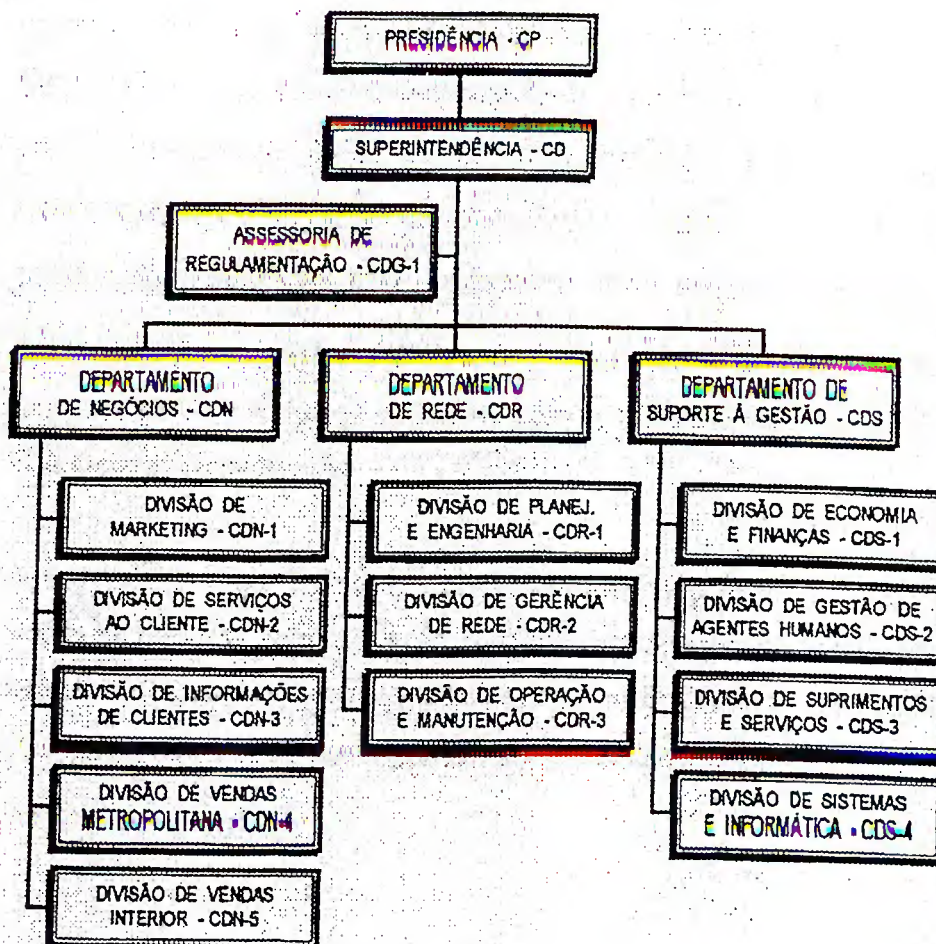 PRESIDÊNCIA - CP
SUPERINTENDÊNCIA - CD
ASSESSORIA DE
REGULAMENTAÇÃO - CDG-1
DEPARTAMENTO
DE NEGÓCIOS - CDN
DEPARTAMENTO
DE REDE - CDR
DEPARTAMENTO DE
SUPORTE À GESTÃO - CDS
DIVISÃO DE
MARKETING - CDN-1
DIVISÃO DE SERVIÇOS
AO CLIENTE - CDN-2
DIVISÃO DE INFORMAÇÕES
DE CLIENTES - CDN-3
DIVISÃO DE VENDAS
METROPOLITANA - CDN-4
DIVISÃO DE VENDAS
INTERIOR - CDN-5
DIVISÃO DE PLANEJ.
E ENGENHARIA - CDR-1
DIVISÃO DE GERÊNCIA
DE REDE - CDR-2
DIVISÃO DE OPERAÇÃO
E MANUTENÇÃO - CDR-3
DIVISÃO DE ECONOMIA
E FINANÇAS - CDS-1
DIVISÃO DE GESTÃO DE
AGENTES HUMANOS - CDS-2
DIVISÃO DE SUPRIMENTOS
E SERVIÇOS - CDS-3
DIVISÃO DE SISTEMAS
E INFORMÁTICA - CDS-4